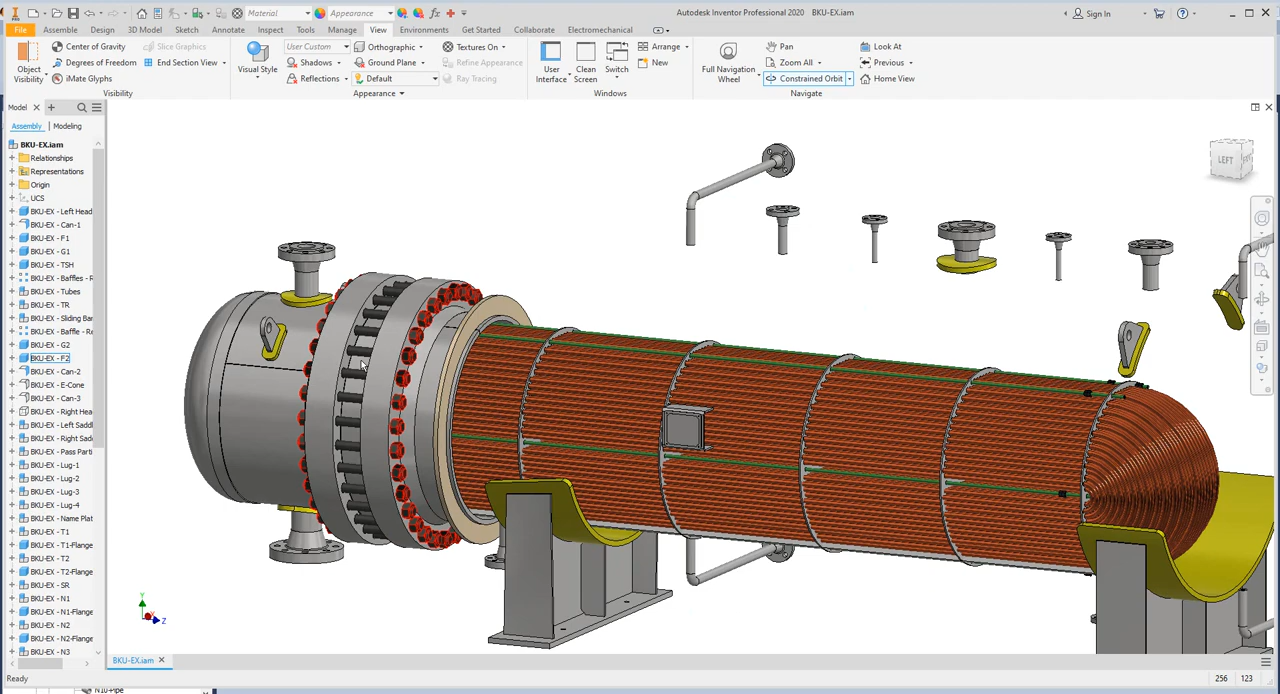 Material
Appearance
Autodesk Inventor Professional 2020 BKU-EX.iam
Sign In
PRO
File Assemble Design 3D Model Sketch Annotate Inspect Tools Manage View Environments Get Started Collaborate Electromechanical
Object
Visibility
Center of Gravity
Degrees of Freedom
iMate Glyphs
Slice Graphics
End Section View
Visibility
Visual Style
User Custom
Shadows
Reflections
Orthographic
Ground Plane
Default
Textures On
Refine Appearance
Ray Tracing
Appearance
User
Interface
Clean
Screen
Switch
Arrange
New
Windows
Full Navigation
Wheel
Pan
Zoom All
Constrained Orbit
Look At
Previous
Home View
Navigate
Model
Assembly Modeling
BKU-EX.iam
Relationships
Representations
Origin
UCS
BKU-EX - Left Head
BKU-EX - Can-1
BKU-EX - F1
BKU-EX - G1
BKU-EX - TSH
BKU-EX - Baffles - R
BKU-EX - Tubes
BKU-EX - TR
BKU-EX - Sliding Bar
BKU-EX - Baffle - Re
BKU-EX - G2
BKU-EX - F2
BKU-EX - Can-2
BKU-EX - E-Cone
BKU-EX - Can-3
BKU-EX - Right Hea
BKU-EX - Left Saddl
BKU-EX - Right Sad
BKU-EX - Pass Parti
BKU-EX - Lug-1
BKU-EX - Lug-2
BKU-EX - Lug-3
BKU-EX - Lug-4
BKU-EX - Name Plat
BKU-EX - T1
BKU-EX - T1-Flange
BKU-EX - T2
BKU-EX - T2-Flange
BKU-EX - SR
BKU-EX - N1
BKU-EX - N1-Flange
BKU-EX - N2
BKU-EX - N2-Flange
BKU-EX - N3
LEFT
Y
X
Z
BKU-EX.iam
Ready
256 123
N10-Pipe